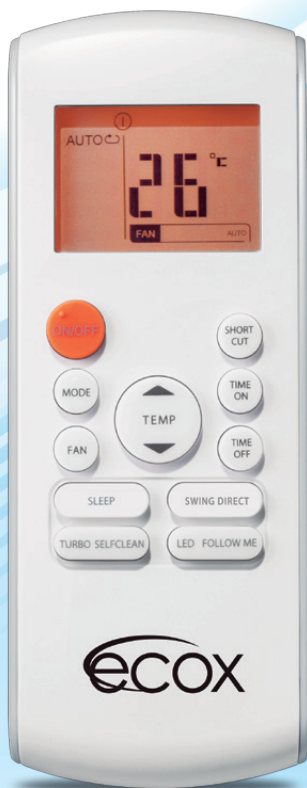 AUTO
26 °C
FAN AUTO
ON/OFF
SHORT CUT
MODE
TEMP
TIME ON
FAN
TIME OFF
SLEEP
SWING DIRECT
TURBO SELFCLEAN
LED FOLLOW ME
ecox